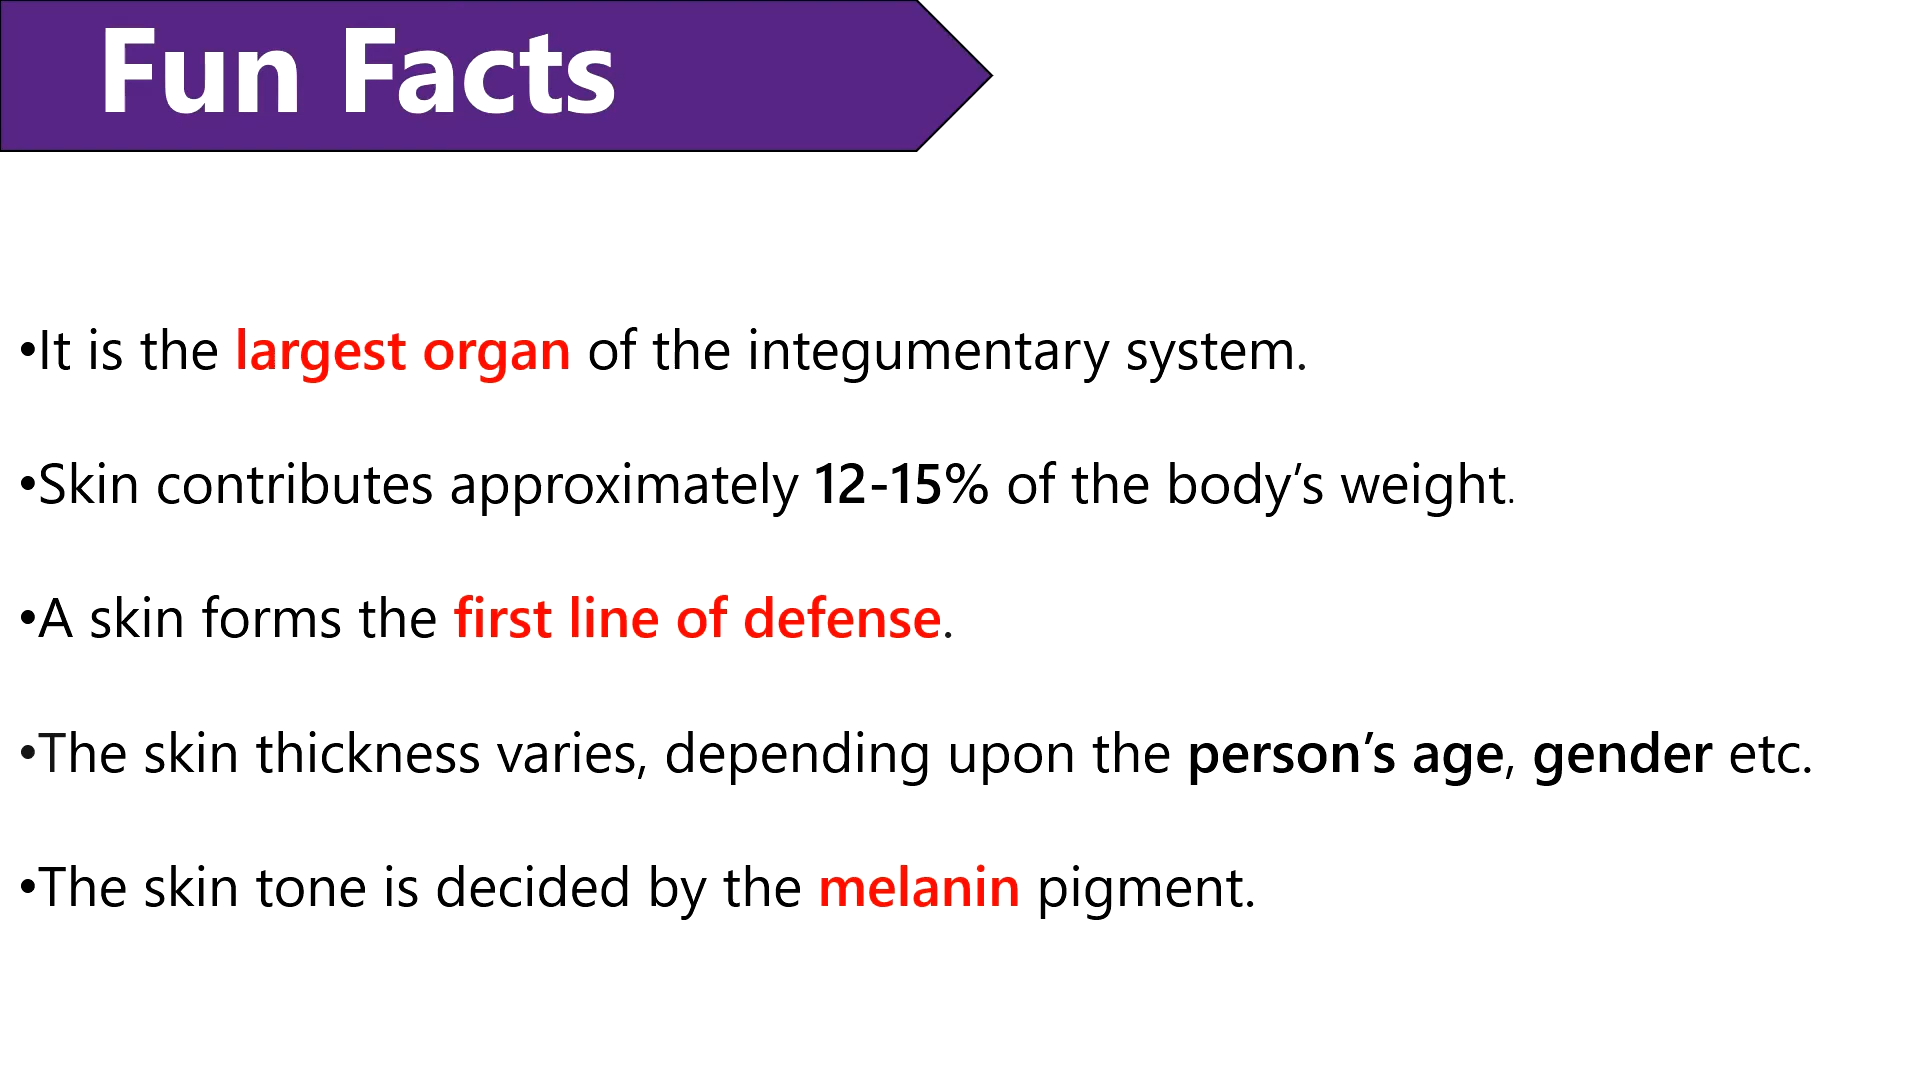 Fun Facts
•It is the largest organ of the integumentary system.
•Skin contributes approximately 12-15% of the body’s weight.
•A skin forms the first line of defense.
•The skin thickness varies, depending upon the person’s age, gender etc.
•The skin tone is decided by the melanin pigment.